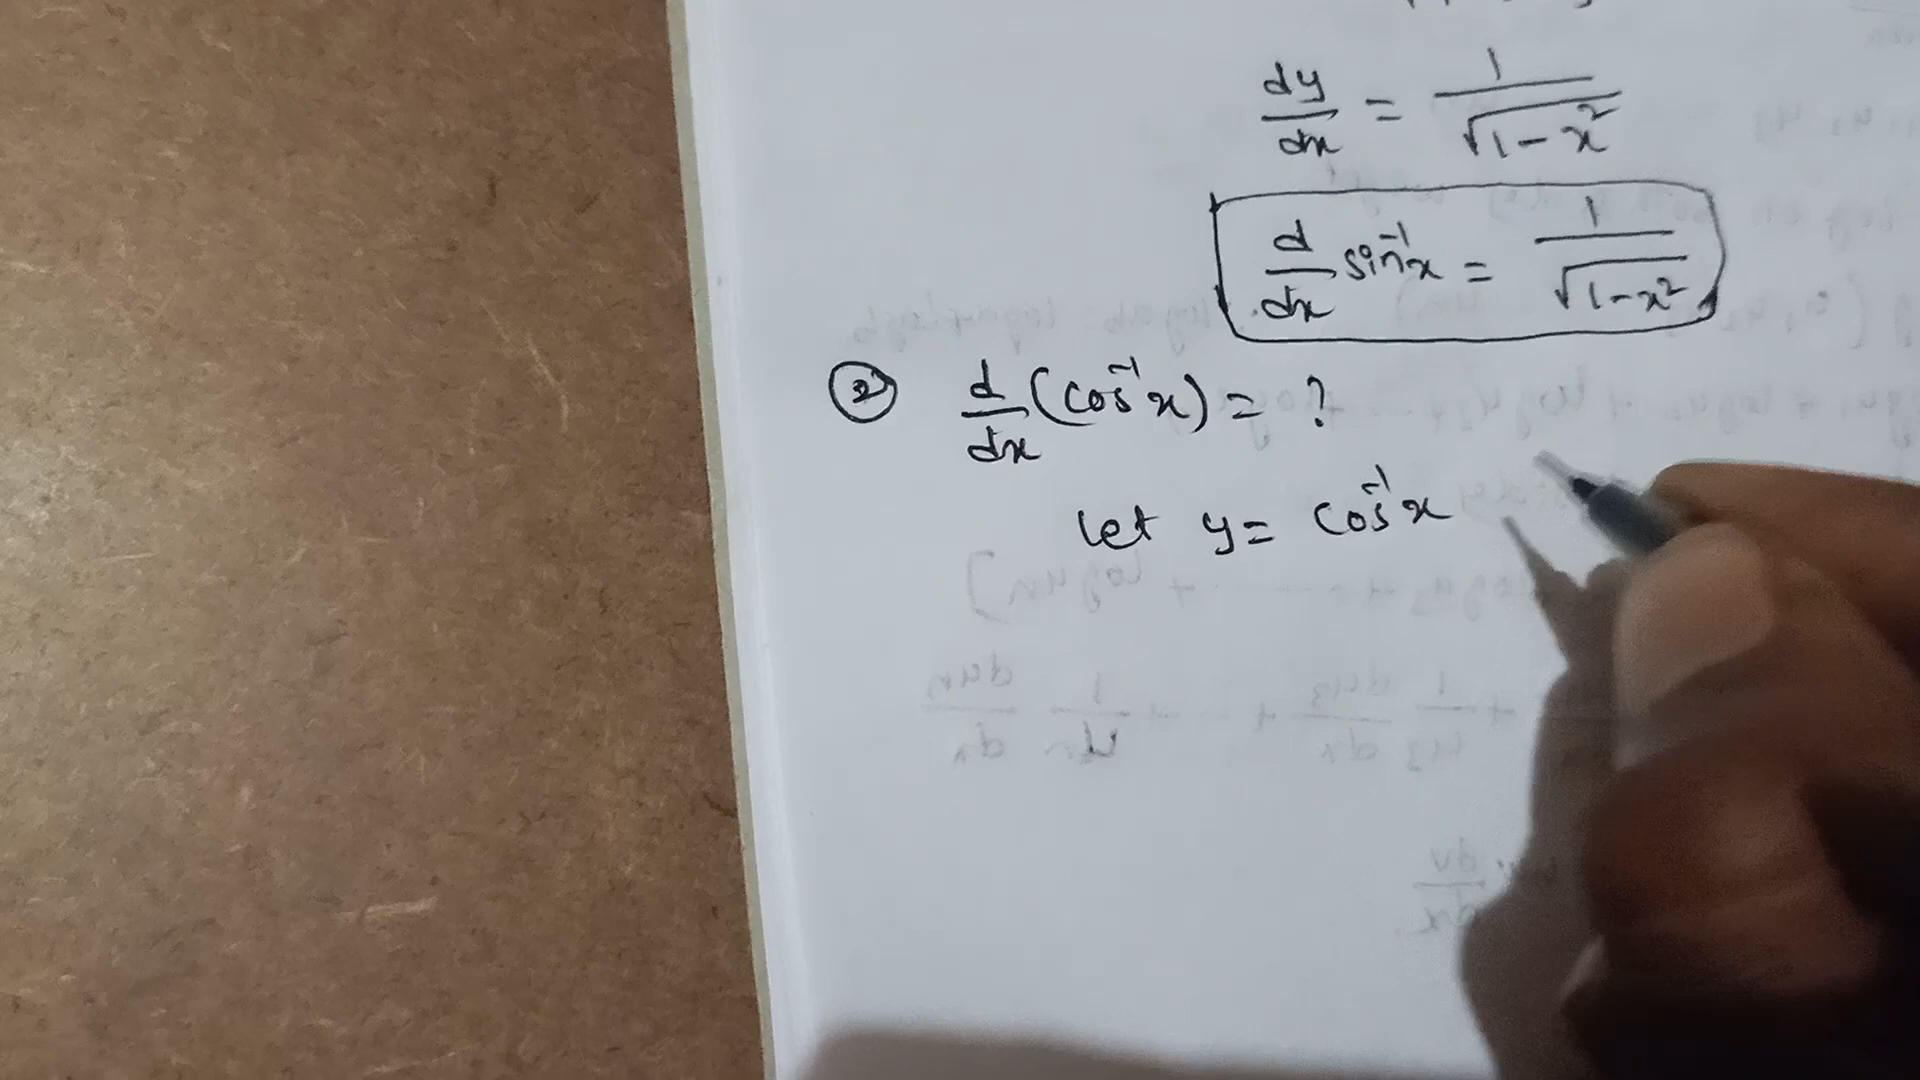 dy/dx = 1/√1-x²
d/dx sin⁻¹x = 1/√1-x²
② d/dx (cos⁻¹x) = ?
let y = cos⁻¹x